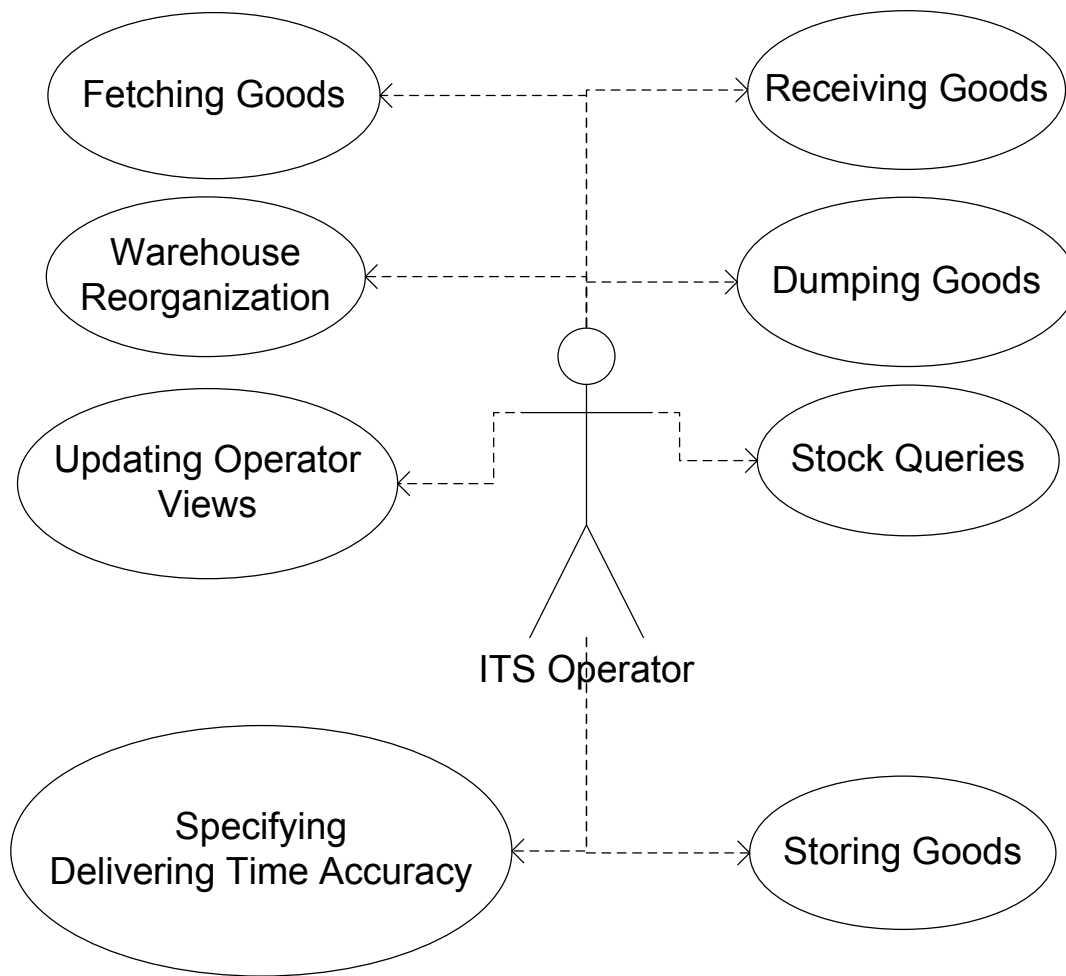 Fetching Goods
Receiving Goods
Warehouse
Reorganization
Dumping Goods
Updating Operator
Views
Stock Queries
ITS Operator
Specifying
Delivering Time Accuracy
Storing Goods